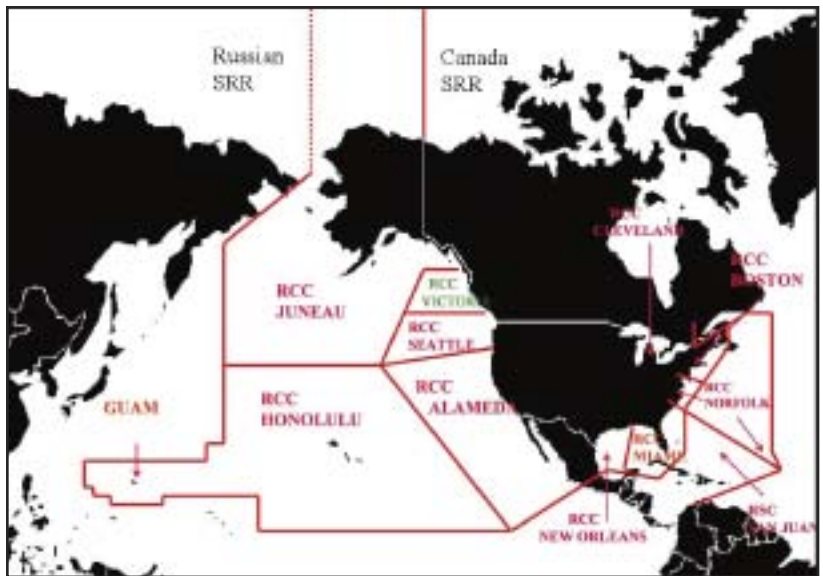 Russian
SRR
Canada
SRR
RCC
CLEVELAND
RCC
BOSTON
RCC
JUNEAU
RCC
VICTORIA
RCC
SEATTLE
GUAM
RCC
HONOLULU
RCC
ALAMEDA
RCC
NORFOLK
RCC
MIAMI
RCC
NEW ORLEANS
RSC
SAN JUAN